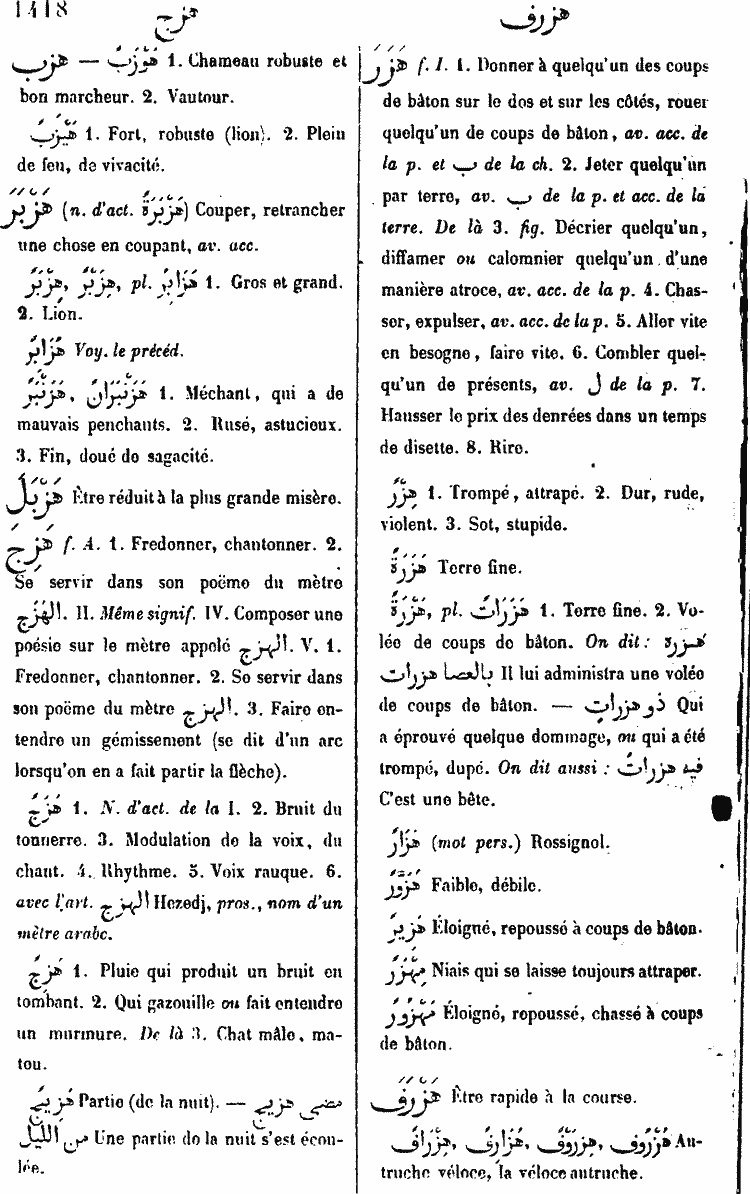 1418
هزج
هزرف
هزب — هَوْزَبٌ 1. Chameau robuste et
bon marcheur. 2. Vautour.
هَيْزَبٌ 1. Fort, robuste (lion). 2. Plein
de feu, de vivacité.
هَزْبَرَ (n. d'act. هَزْبَرَةٌ) Couper, retrancher
une chose en coupant, av. acc.
هِزَبْرٌ, هِزْبَرٌ, pl. هَزَابِرُ 1. Gros et grand.
2. Lion.
هُزَابِرٌ Voy. le précéd.
هَزَنْبَرٌ, هَزَنْبَرَانٌ 1. Méchant, qui a de
mauvais penchants. 2. Rusé, astucieux.
3. Fin, doué de sagacité.
هَزْبَلَ Être réduit à la plus grande misère.
هَزِجَ f. A. 1. Fredonner, chantonner. 2.
Se servir dans son poëme du mètre
الهَزَج. II. Même signif. IV. Composer une
poésie sur le mètre appelé الهزج. V. 1.
Fredonner, chantonner. 2. Se servir dans
son poëme du mètre الهزج. 3. Faire en-
tendre un gémissement (se dit d'un arc
lorsqu'on en a fait partir la flèche).
هَزَجٌ 1. N. d'act. de la I. 2. Bruit du
tonnerre. 3. Modulation de la voix, du
chant. 4. Rhythme. 5. Voix rauque. 6.
avec l'art. الهزج Hezedj, pros., nom d'un
mètre arabe.
هَزِجٌ 1. Pluie qui produit un bruit en
tombant. 2. Qui gazouille ou fait entendre
un murmure. De là 3. Chat mâle, ma-
tou.
هَزِيجٌ Partie (de la nuit). — مضى هزيج
من اللَّيْل Une partie de la nuit s'est écou-
lée.
هَزَرَ f. I. 1. Donner à quelqu'un des coups
de bâton sur le dos et sur les côtés, rouer
quelqu'un de coups de bâton, av. acc. de
la p. et ب de la ch. 2. Jeter quelqu'un
par terre, av. ب de la p. et acc. de la
terre. De là 3. fig. Décrier quelqu'un,
diffamer ou calomnier quelqu'un d'une
manière atroce, av. acc. de la p. 4. Chas-
ser, expulser, av. acc. de la p. 5. Aller vite
en besogne, faire vite. 6. Combler quel-
qu'un de présents, av. ل de la p. 7.
Hausser le prix des denrées dans un temps
de disette. 8. Rire.
هِزْرٌ 1. Trompé, attrapé. 2. Dur, rude,
violent. 3. Sot, stupide.
هَزَرَةٌ Terre fine.
هَزْرَةٌ, pl. هَزَرَاتٌ 1. Terre fine. 2. Vo-
lée de coups de bâton. On dit: هزره
بالعصا هزرات Il lui administra une volée
de coups de bâton. — ذو هزراتٍ Qui
a éprouvé quelque dommage, ou qui a été
trompé, dupé. On dit aussi : فيه هزراتٌ
C'est une bête.
هَزَارٌ (mot pers.) Rossignol.
هَزَوَّرٌ Faible, débile.
هَزِيرٌ Éloigné, repoussé à coups de bâton.
مِهْزَرٌ Niais qui se laisse toujours attraper.
مَهْزُورٌ Éloigné, repoussé, chassé à coups
de bâton.
هَزْرَفَ Être rapide à la course.
هُزْرُوفٌ, هِزْرَوْفٌ, هُزَارِفٌ, هِزْرَافٌ Au-
truche véloce, la véloce autruche.